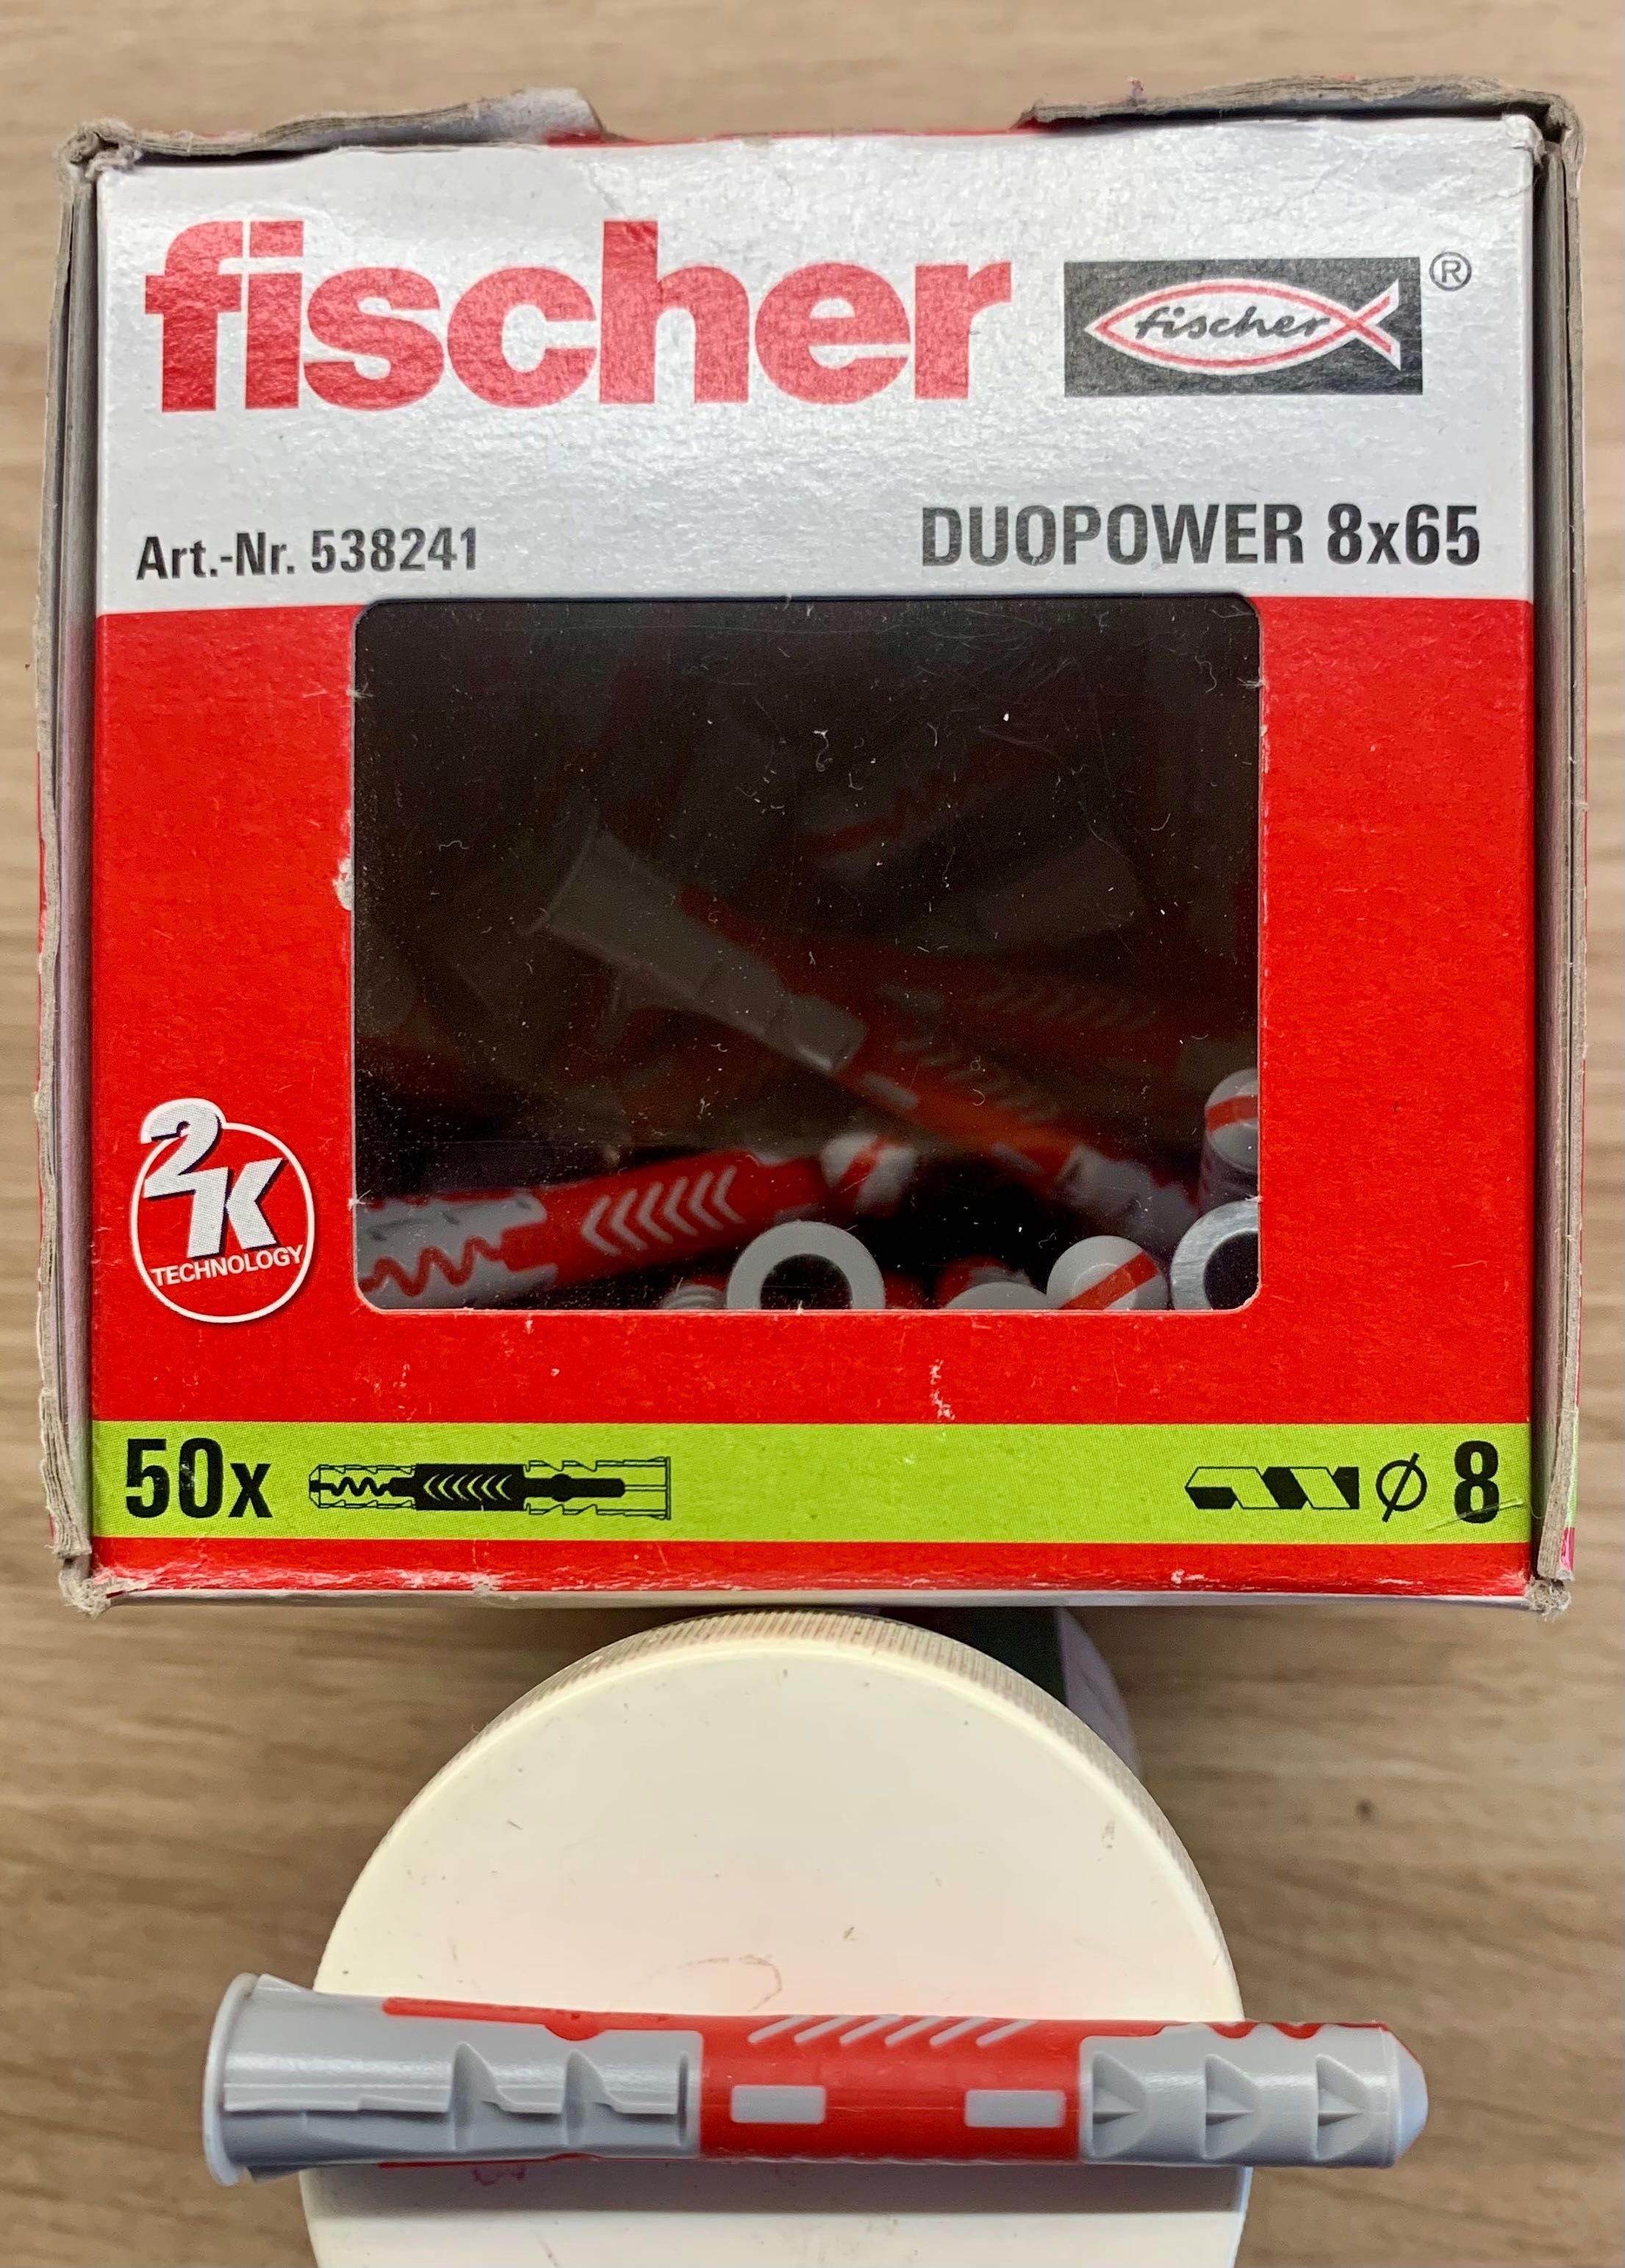 fischer
fischer ®
Art.-Nr. 538241
DUOPOWER 8x65
2K
TECHNOLOGY
50x
Ø 8